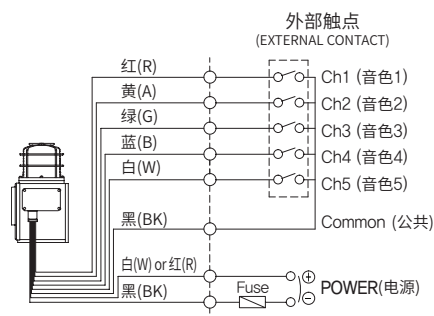 外部触点
(EXTERNAL CONTACT)
红(R)
Ch1 (音色1)
黄(A)
Ch2 (音色2)
绿(G)
Ch3 (音色3)
蓝(B)
Ch4 (音色4)
白(W)
Ch5 (音色5)
黑(BK)
Common (公共)
白(W) or 红(R)
黑(BK)
Fuse
⊕
⊖
POWER(电源)